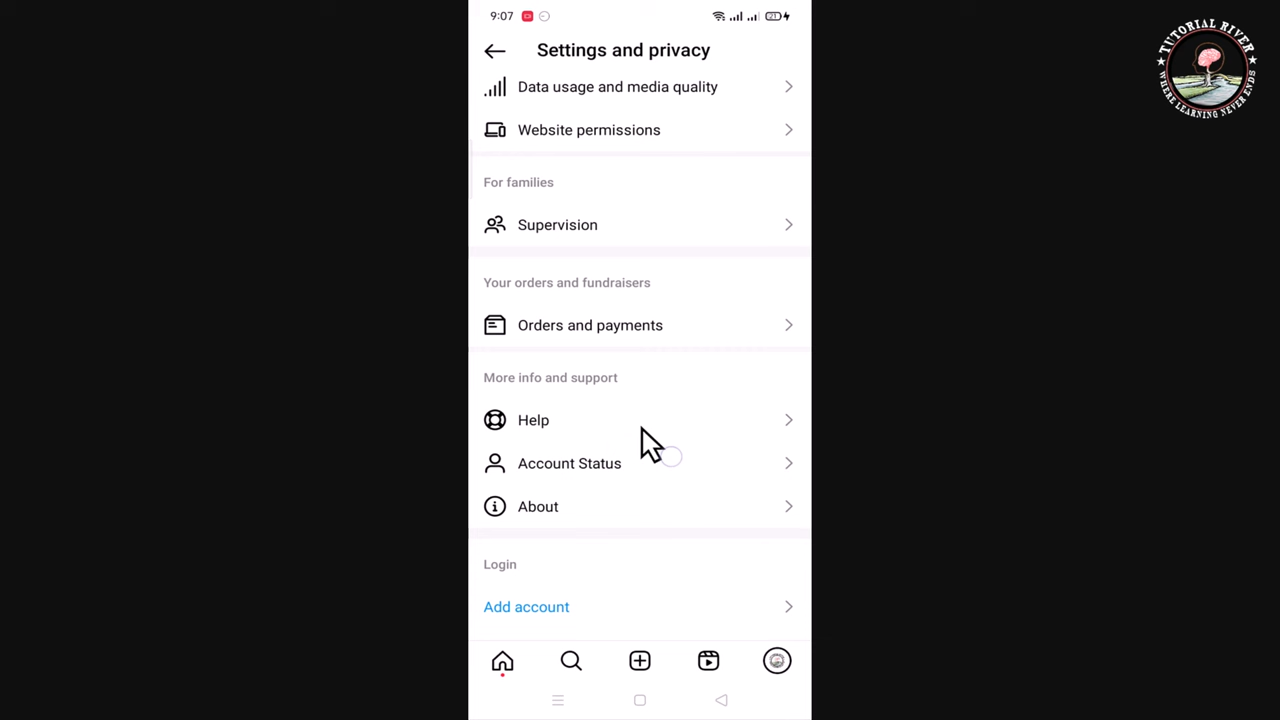 9:07
21
Settings and privacy
Data usage and media quality
Website permissions
For families
Supervision
Your orders and fundraisers
Orders and payments
More info and support
Help
Account Status
About
Login
Add account
TUTORIAL RIVER
WHERE LEARNING NEVER ENDS